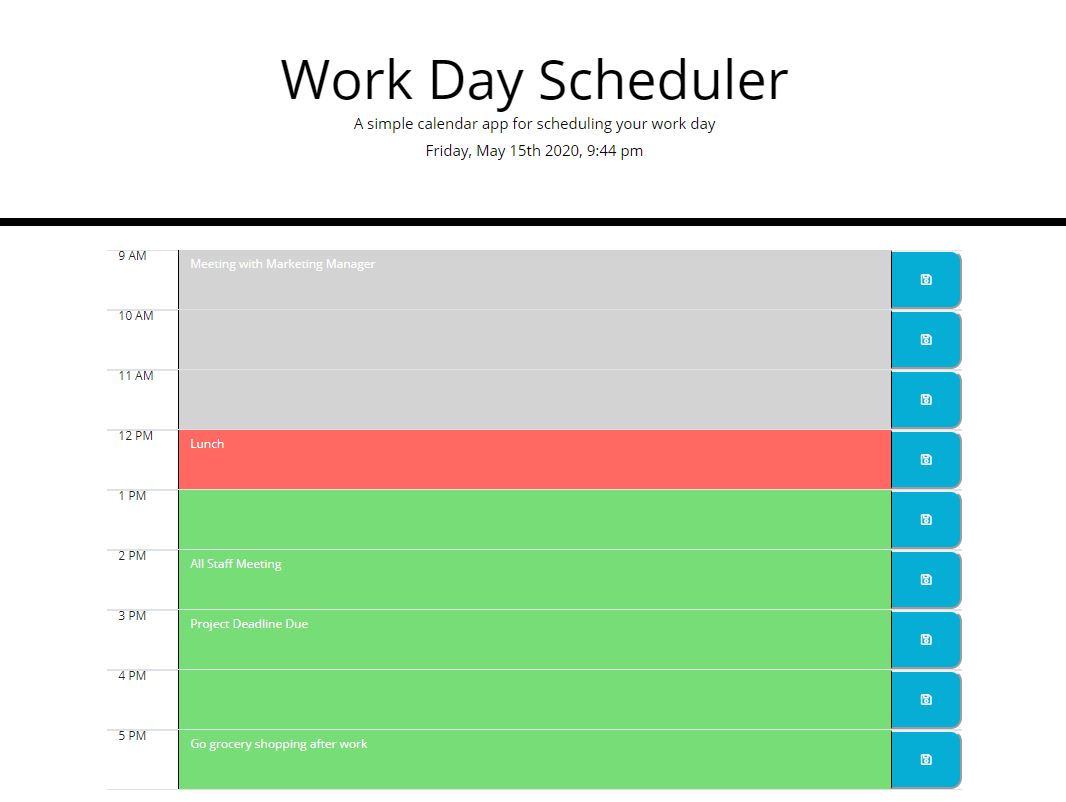 Work Day Scheduler
A simple calendar app for scheduling your work day
Friday, May 15th 2020, 9:44 pm
9 AM
Meeting with Marketing Manager
10 AM
11 AM
12 PM
Lunch
1 PM
2 PM
All Staff Meeting
3 PM
Project Deadline Due
4 PM
5 PM
Go grocery shopping after work